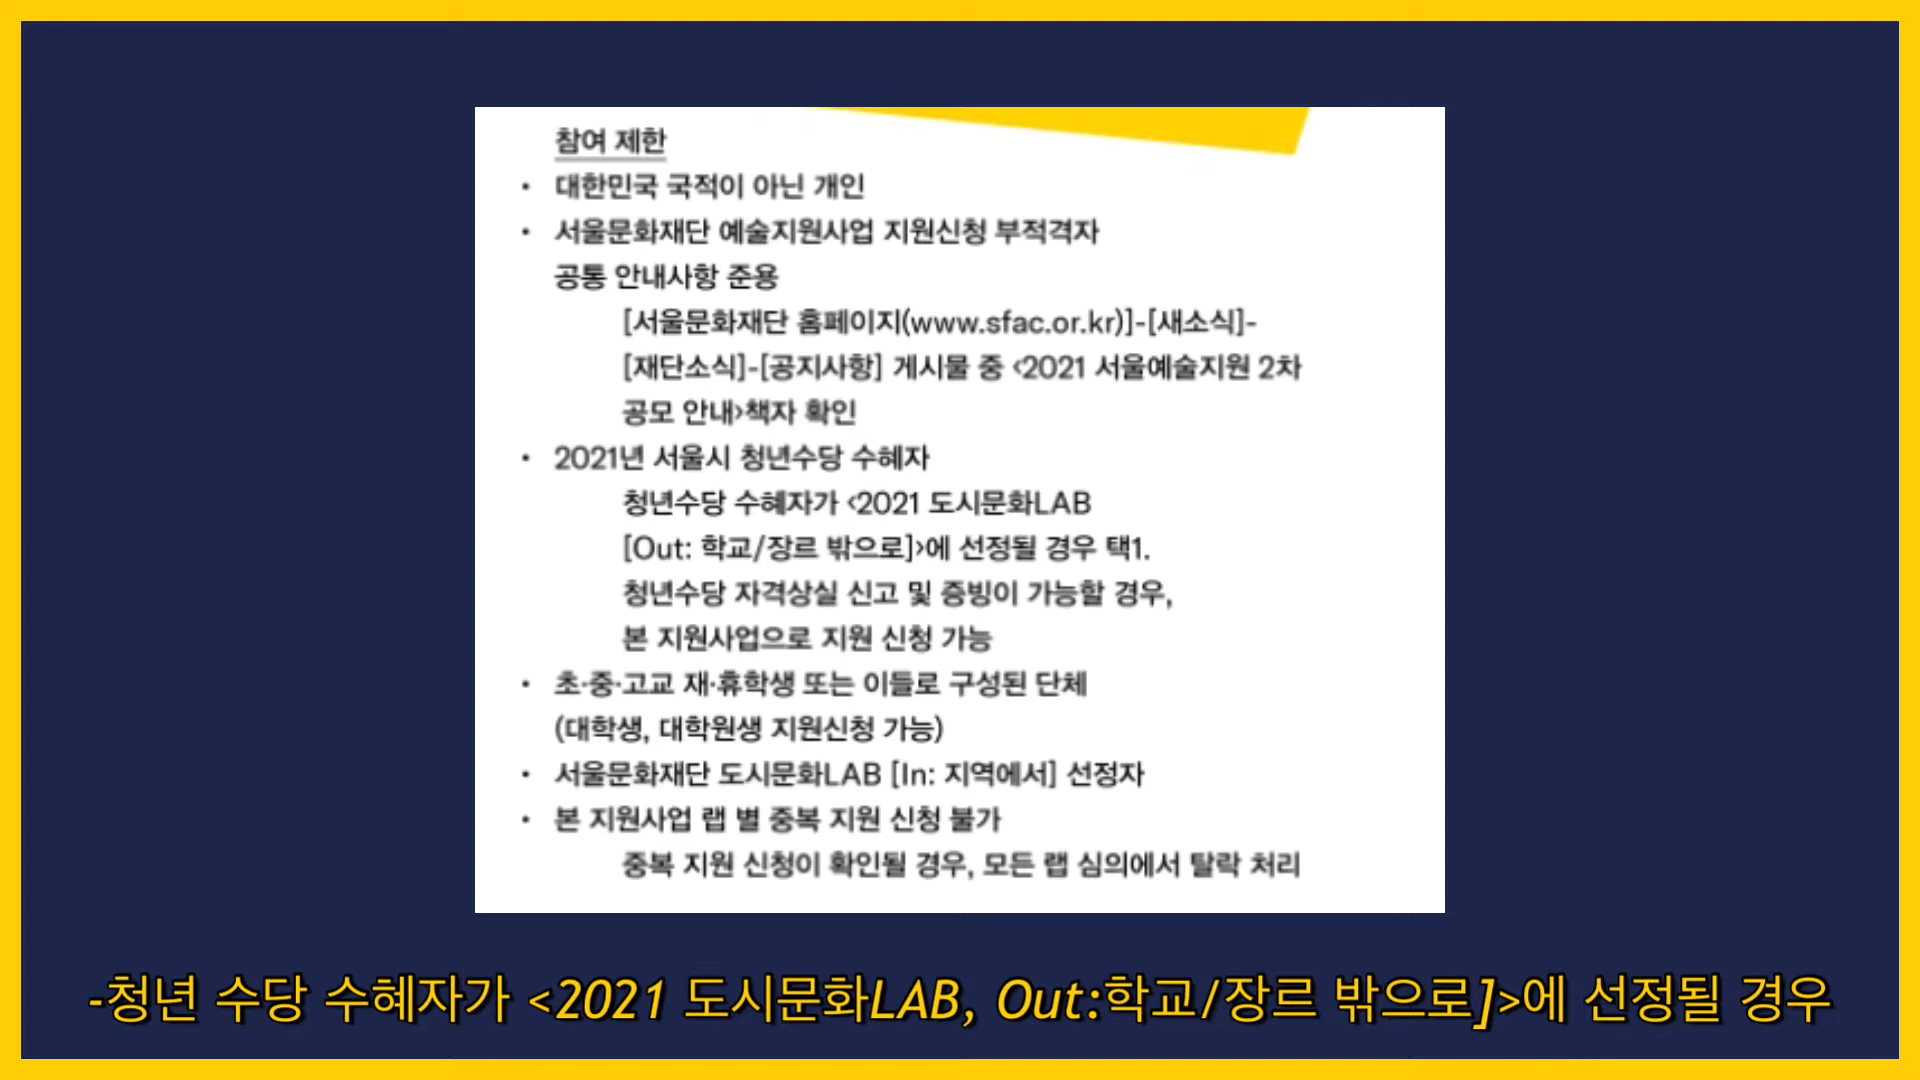 참여 제한
• 대한민국 국적이 아닌 개인
• 서울문화재단 예술지원사업 지원신청 부적격자
공통 안내사항 준용
[서울문화재단 홈페이지(www.sfac.or.kr)]-[새소식]-
[재단소식]-[공지사항] 게시물 중 <2021 서울예술지원 2차
공모 안내>책자 확인
• 2021년 서울시 청년수당 수혜자
청년수당 수혜자가 <2021 도시문화LAB
[Out: 학교/장르 밖으로]>에 선정될 경우 택1.
청년수당 자격상실 신고 및 증빙이 가능할 경우,
본 지원사업으로 지원 신청 가능
• 초·중·고교 재·휴학생 또는 이들로 구성된 단체
(대학생, 대학원생 지원신청 가능)
• 서울문화재단 도시문화LAB [In: 지역에서] 선정자
• 본 지원사업 랩 별 중복 지원 신청 불가
중복 지원 신청이 확인될 경우, 모든 랩 심의에서 탈락 처리
-청년 수당 수혜자가 <2021 도시문화LAB, Out:학교/장르 밖으로]>에 선정될 경우